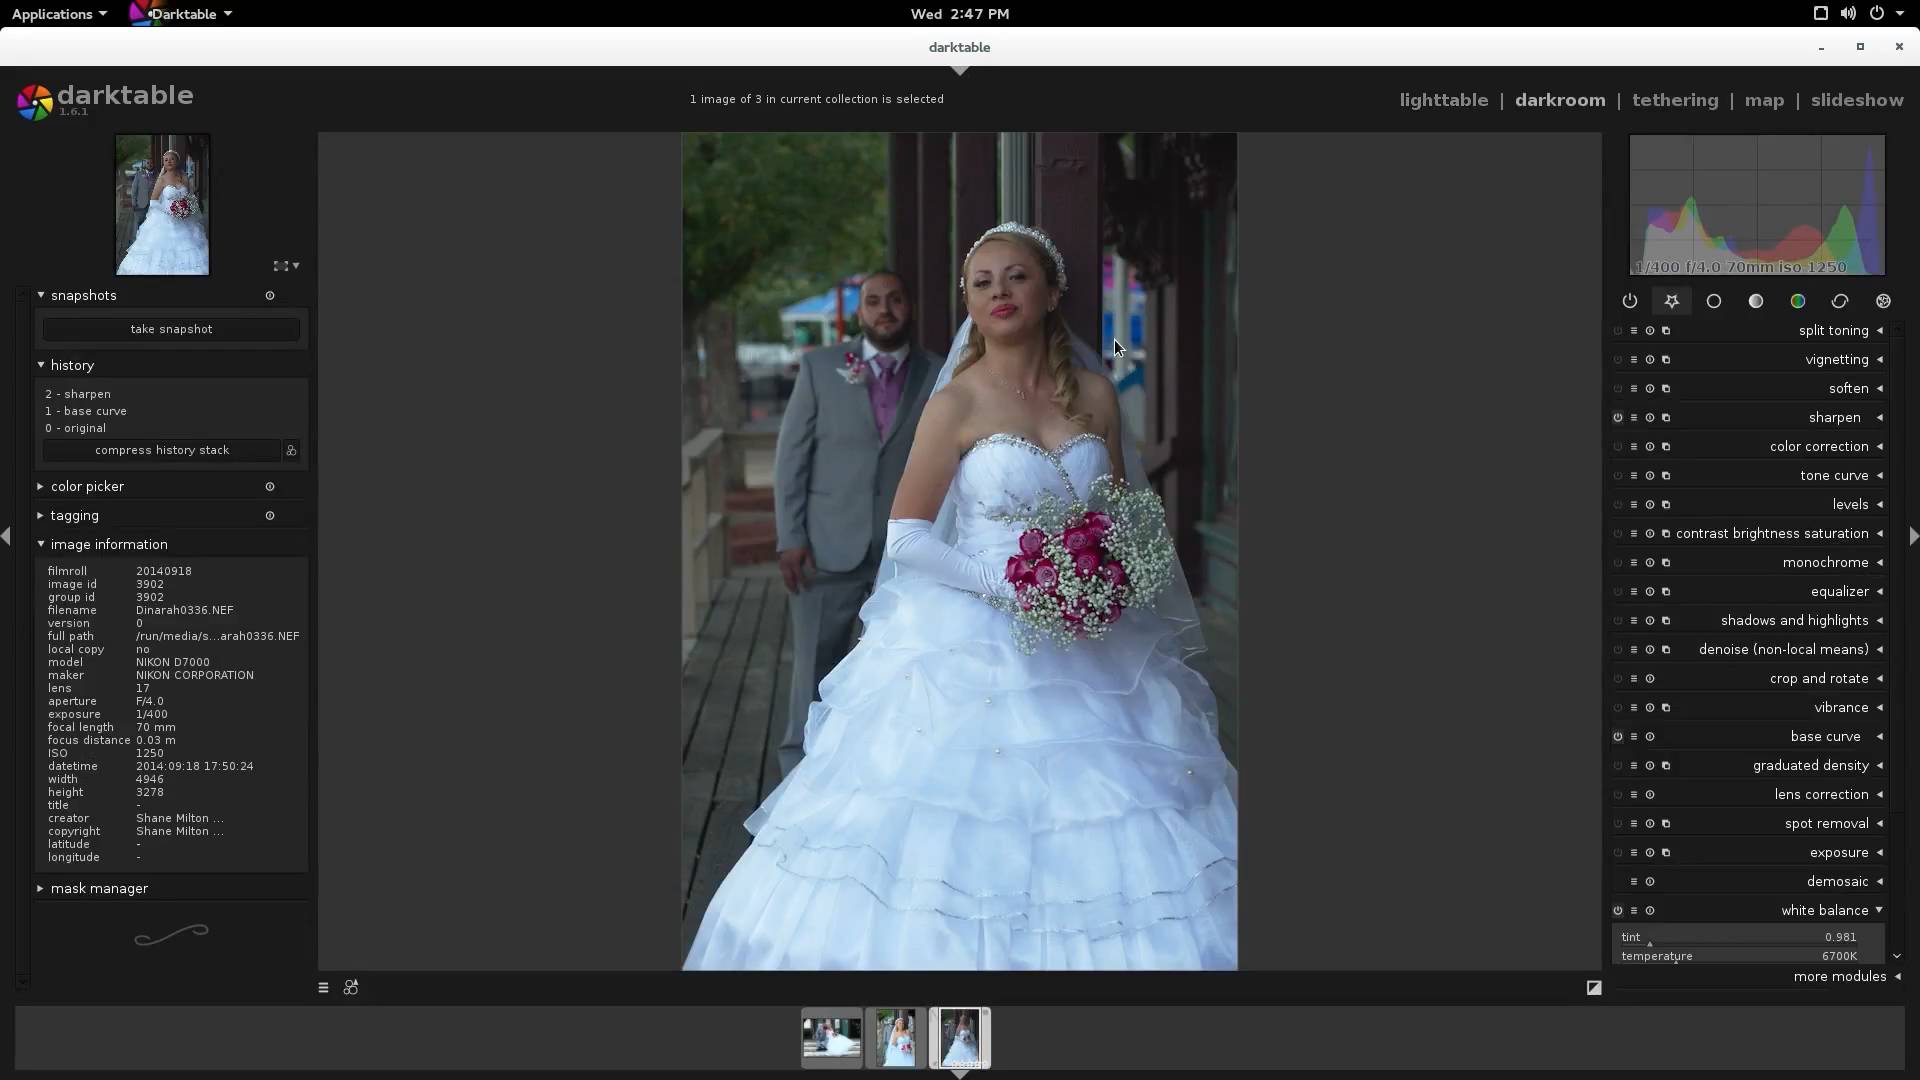 Applications
Darktable
Wed 2:47 PM
darktable
darktable
1.6.1
1 image of 3 in current collection is selected
lighttable | darkroom | tethering | map | slideshow
1/400 f/4.0 70mm iso 1250
snapshots
take snapshot
history
2 - sharpen
1 - base curve
0 - original
compress history stack
color picker
tagging
image information
filmroll 20140918
image id 3902
group id 3902
filename Dinarah0336.NEF
version 0
full path /run/media/s...arah0336.NEF
local copy no
model NIKON D7000
maker NIKON CORPORATION
lens 17
aperture F/4.0
exposure 1/400
focal length 70 mm
focus distance 0.03 m
ISO 1250
datetime 2014:09:18 17:50:24
width 4946
height 3278
title -
creator Shane Milton ...
copyright Shane Milton ...
latitude -
longitude -
mask manager
split toning
vignetting
soften
sharpen
color correction
tone curve
levels
contrast brightness saturation
monochrome
equalizer
shadows and highlights
denoise (non-local means)
crop and rotate
vibrance
base curve
graduated density
lens correction
spot removal
exposure
demosaic
white balance
tint 0.981
temperature 6700K
more modules